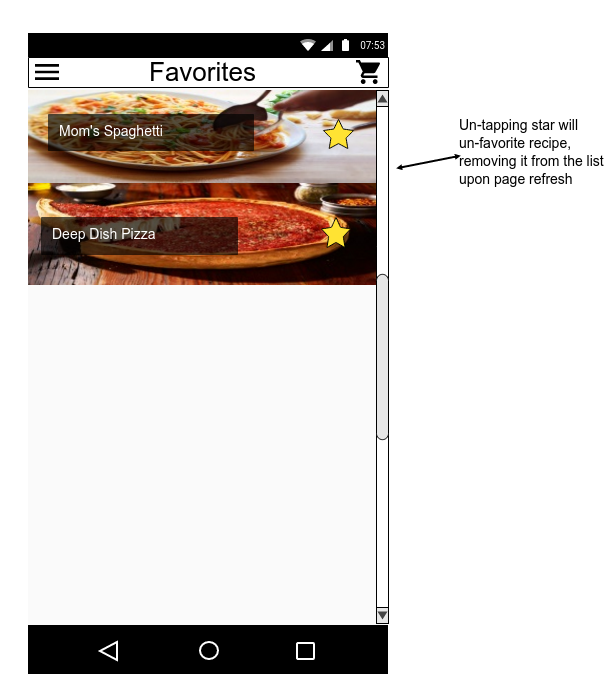 07:53
Favorites
Mom's Spaghetti
Deep Dish Pizza
Un-tapping star will
un-favorite recipe,
removing it from the list
upon page refresh